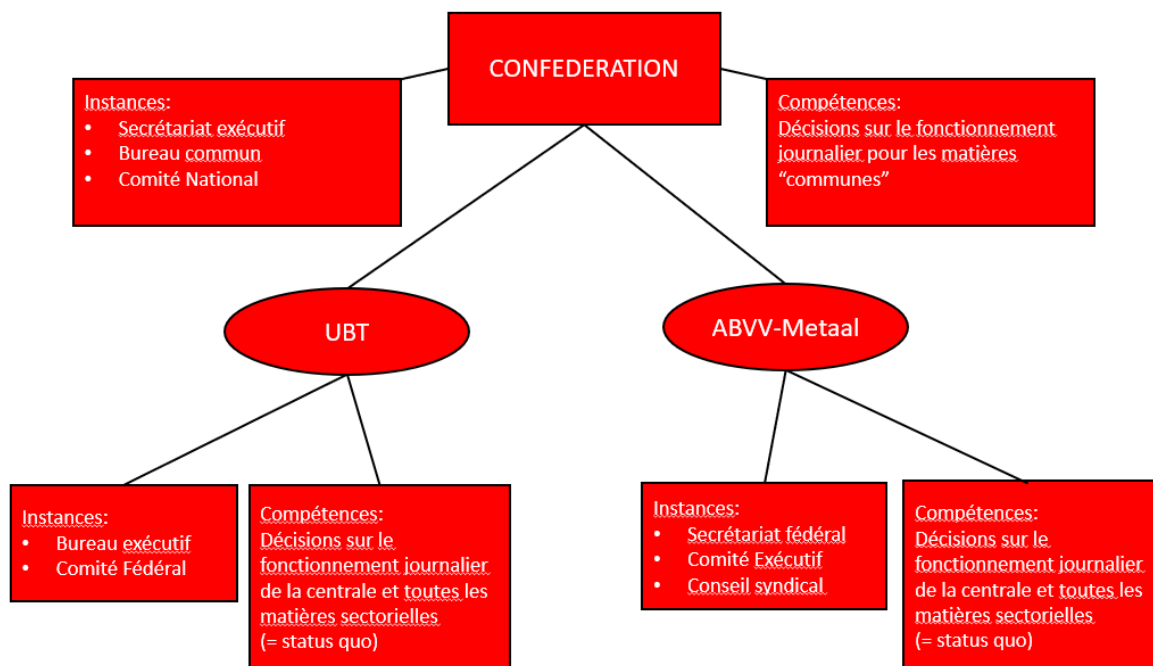 CONFEDERATION
Instances:
• Secrétariat exécutif
• Bureau commun
• Comité National
Compétences:
Décisions sur le fonctionnement
journalier pour les matières
“communes”
UBT
ABVV-Metaal
Instances:
• Bureau exécutif
• Comité Fédéral
Compétences:
Décisions sur le
fonctionnement journalier
de la centrale et toutes les
matières sectorielles
(= status quo)
Instances:
• Secrétariat fédéral
• Comité Exécutif
• Conseil syndical
Compétences:
Décisions sur le
fonctionnement journalier
de la centrale et toutes les
matières sectorielles
(= status quo)